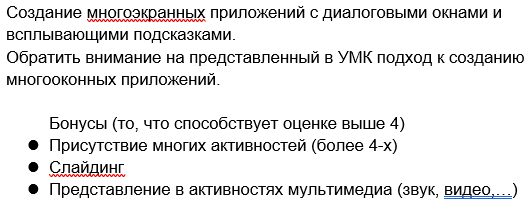 Создание многоэкранных приложений с диалоговыми окнами и
всплывающими подсказками.
Обратить внимание на представленный в УМК подход к созданию
многооконных приложений.
Бонусы (то, что способствует оценке выше 4)
● Присутствие многих активностей (более 4-х)
● Слайдинг
● Представление в активностях мультимедиа (звук, видео,…)